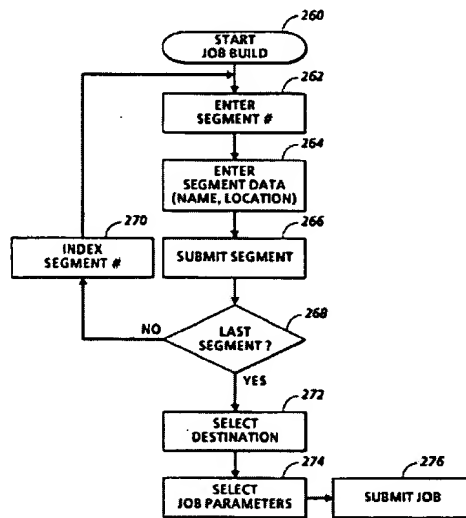 260
START
JOB BUILD
262
ENTER
SEGMENT #
264
ENTER
SEGMENT DATA
(NAME, LOCATION)
270
INDEX
SEGMENT #
266
SUBMIT SEGMENT
268
LAST
SEGMENT ?
NO
YES
272
SELECT
DESTINATION
274
SELECT
JOB PARAMETERS
276
SUBMIT JOB